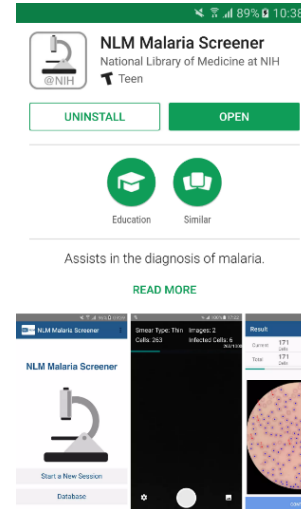 89% 10:38
NLM Malaria Screener
National Library of Medicine at NIH
Teen
@NIH
UNINSTALL
OPEN
Education
Similar
Assists in the diagnosis of malaria.
READ MORE
NLM Malaria Screener
NLM Malaria Screener
Start a New Session
Database
Smear Type: Thin Images: 2
Cells: 263 Infected Cells: 6
Result
Current 171
Cells
Total 171
Cells